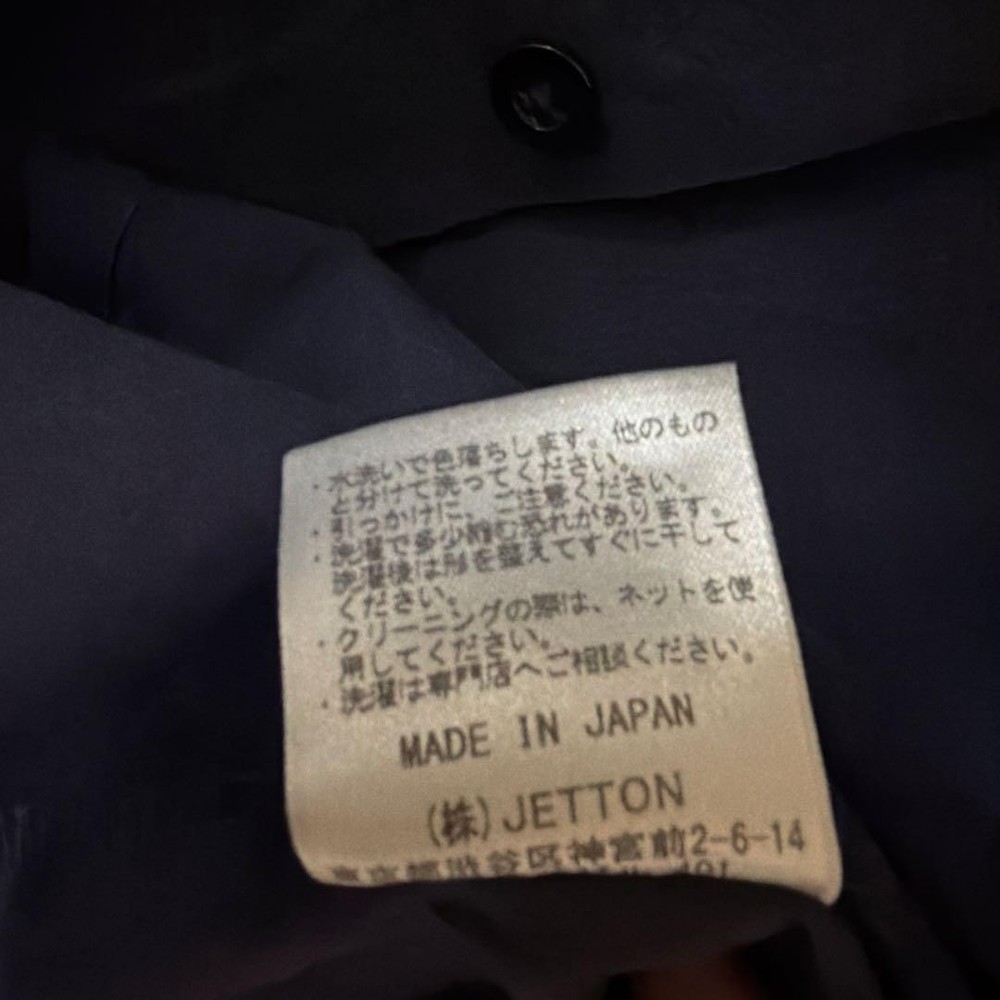 ・水洗いで色落ちします。他のもの
と分けて洗ってください。
・引っかけに、ご注意ください。
・洗濯で多少縮む恐れがあります。
洗濯後は形を整えてすぐに干して
ください。
・クリーニングの際は、ネットを使
用してください。
・洗濯は専門店へご相談ください。
MADE IN JAPAN
(株)JETTON
東京都渋谷区神宮前2-6-14